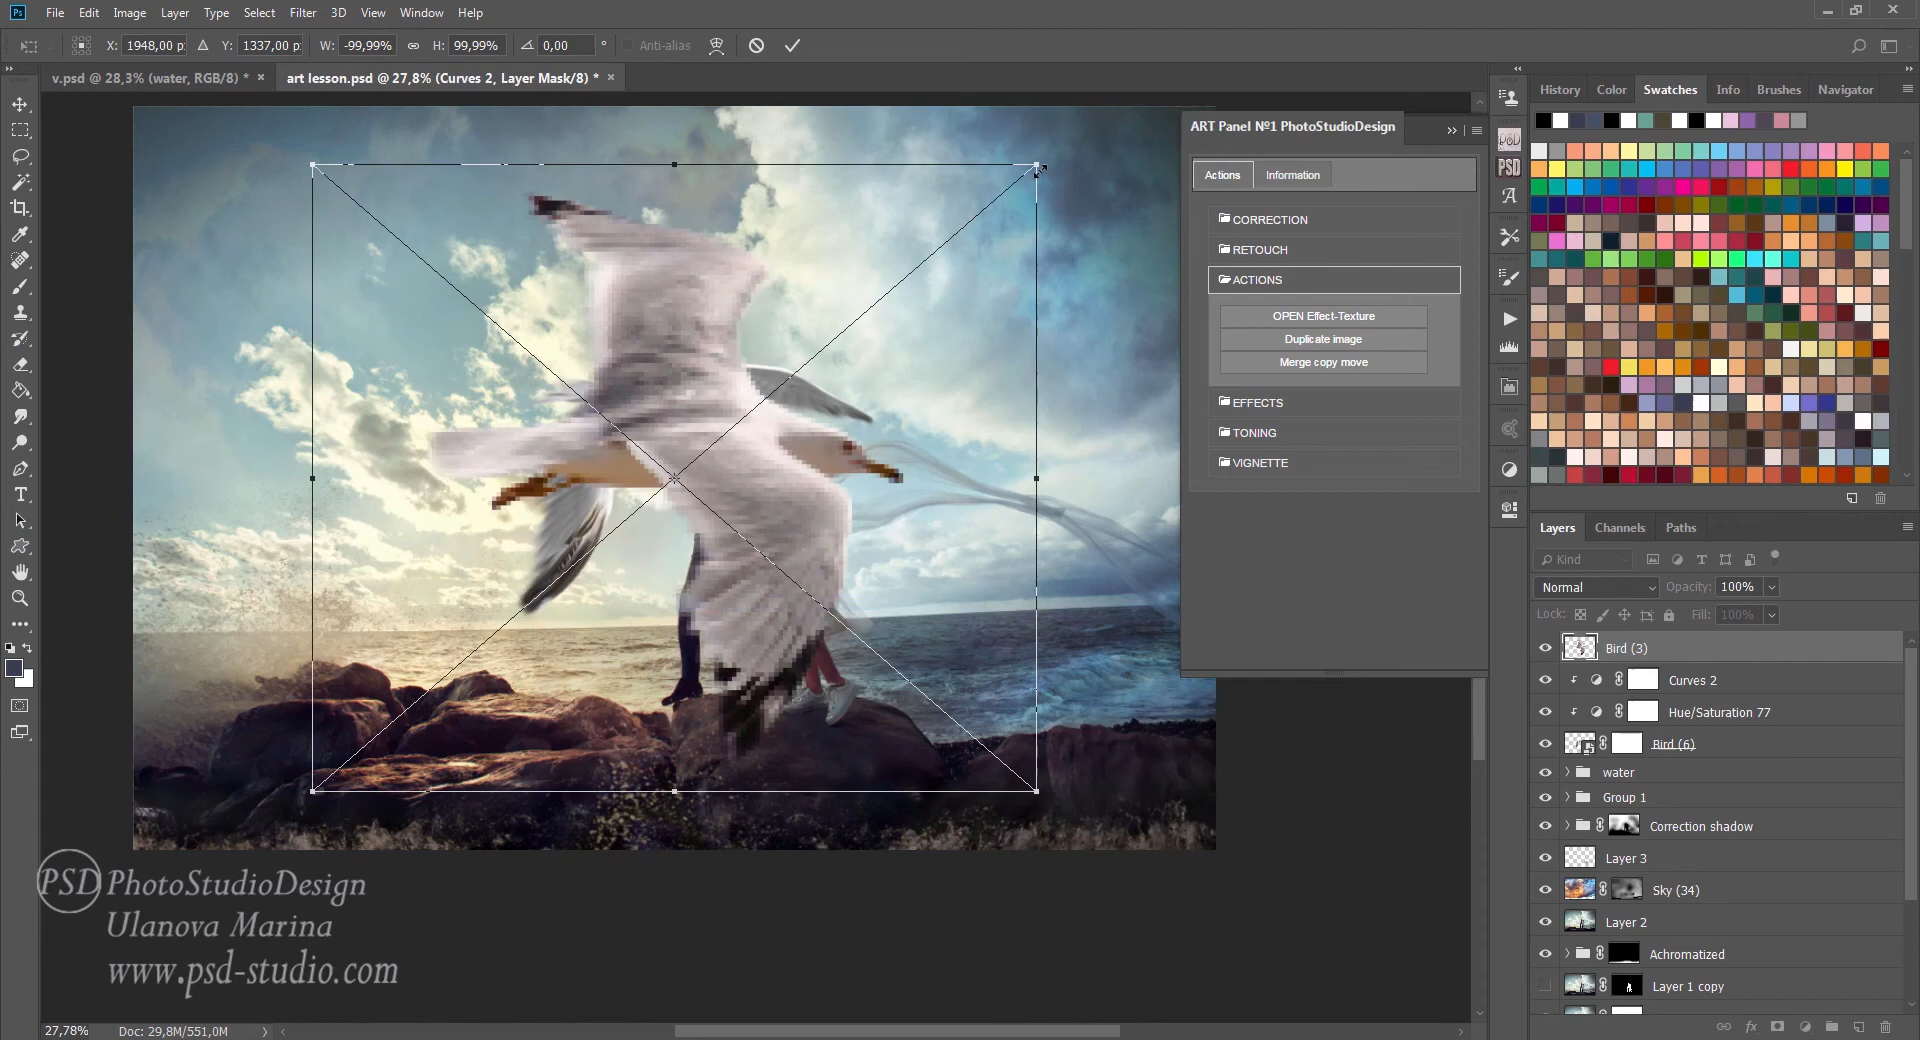 Ps File Edit Image Layer Type Select Filter 3D View Window Help
X: 1948,00 p: Y: 1337,00 p: W: -99,99% H: 99,99% 0,00 ° Anti-alias
v.psd @ 28,3% (water, RGB/8) * × art lesson.psd @ 27,8% (Curves 2, Layer Mask/8) * ×
History Color Swatches Info Brushes Navigator
ART Panel №1 PhotoStudioDesign
Actions Information
CORRECTION
RETOUCH
ACTIONS
OPEN Effect-Texture
Duplicate image
Merge copy move
EFFECTS
TONING
VIGNETTE
PSD
Layers Channels Paths
Kind
Normal Opacity: 100%
Lock: Fill: 100%
Bird (3)
Curves 2
Hue/Saturation 77
Bird (6)
water
Group 1
Correction shadow
Layer 3
Sky (34)
Layer 2
Achromatized
Layer 1 copy
PSD PhotoStudioDesign
Ulanova Marina
www.psd-studio.com
27,78% Doc: 29,8M/551,0M